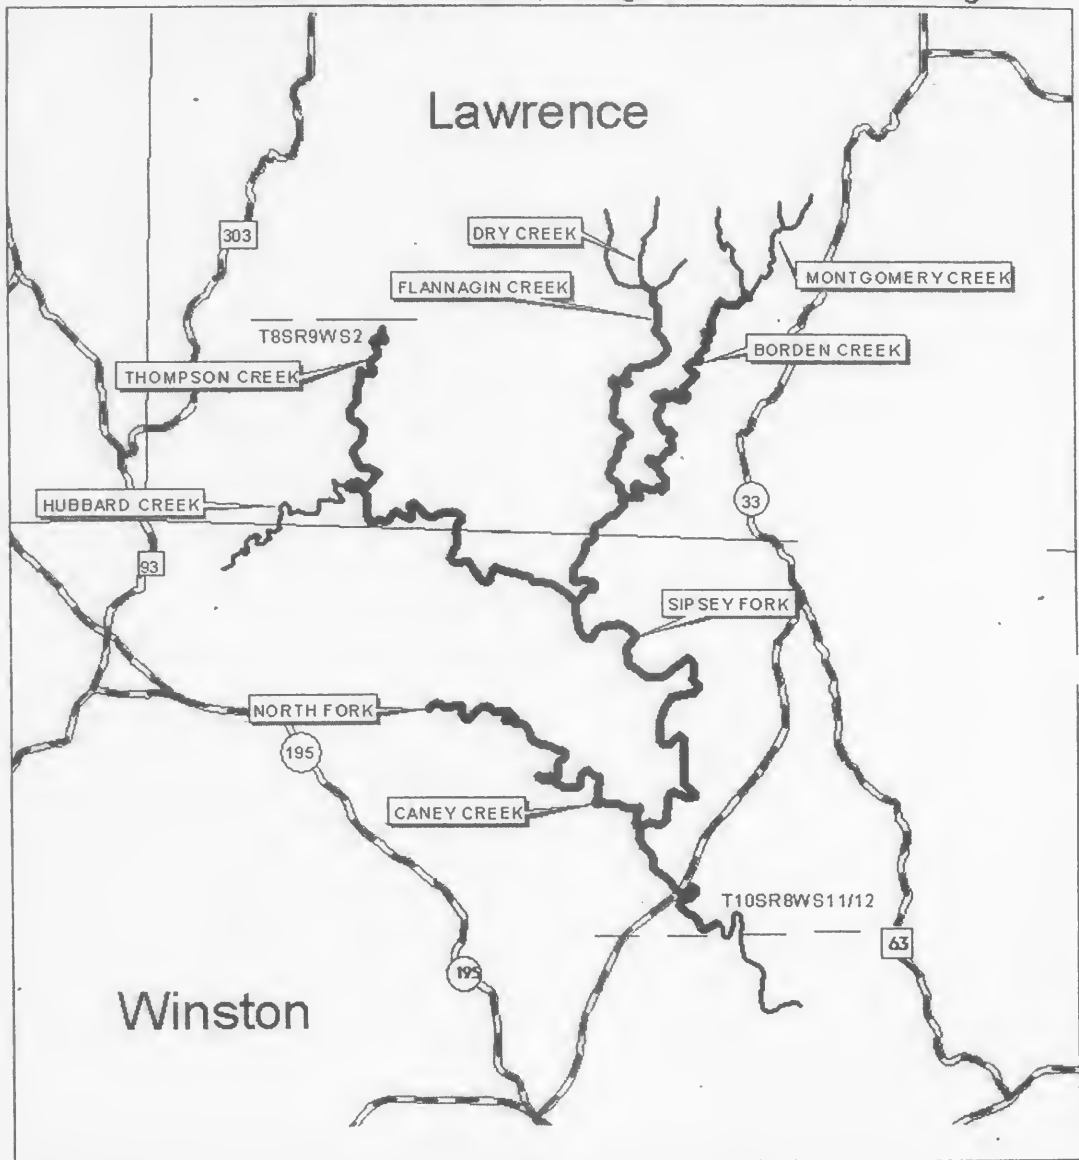 Lawrence
303
DRY CREEK
FLANNAGIN CREEK
MONTGOMERY CREEK
T8SR9WS2
BORDEN CREEK
THOMPSON CREEK
HUBBARD CREEK
33
93
SIPSEY FORK
NORTH FORK
195
CANEY CREEK
T10SR8WS11/12
63
195
Winston